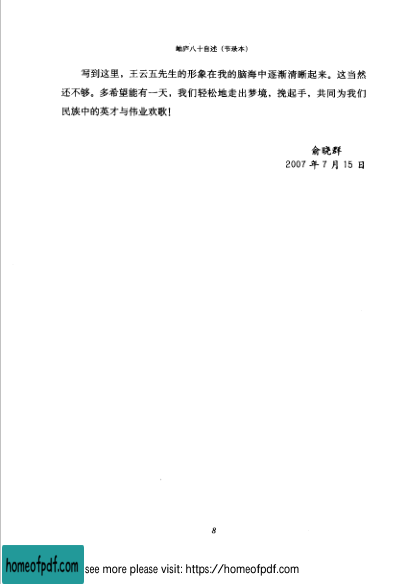 岫庐八十自述（节录本）
写到这里，王云五先生的形象在我的脑海中逐渐清晰起来。这当然
还不够。多希望能有一天，我们轻松地走出梦境，挽起手，共同为我们
民族中的英才与伟业欢歌！
俞晓群
2007 年 7 月 15 日
8
homeofpdf.com
see more please visit: https://homeofpdf.com